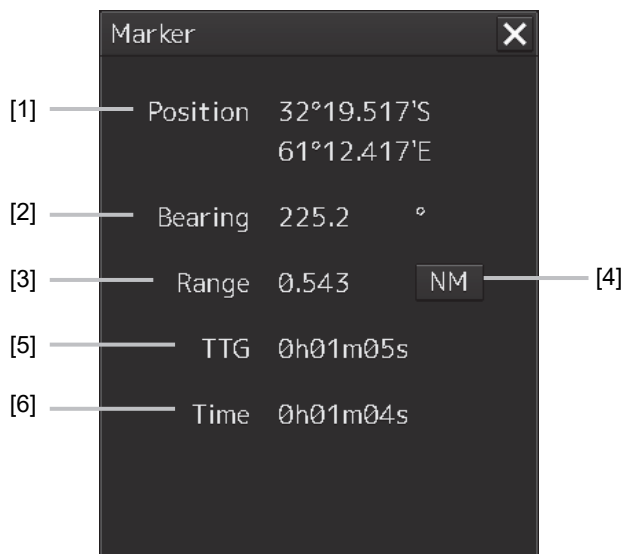 Marker
[1] Position 32°19.517'S
61°12.417'E
[2] Bearing 225.2 °
[3] Range 0.543 NM [4]
[5] TTG 0h01m05s
[6] Time 0h01m04s